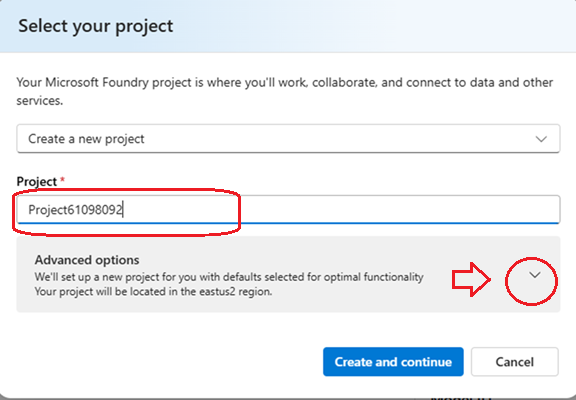 Select your project
Your Microsoft Foundry project is where you'll work, collaborate, and connect to data and other
services.
Create a new project
Project *
Project61098092
Advanced options
We'll set up a new project for you with defaults selected for optimal functionality
Your project will be located in the eastus2 region.
Create and continue
Cancel